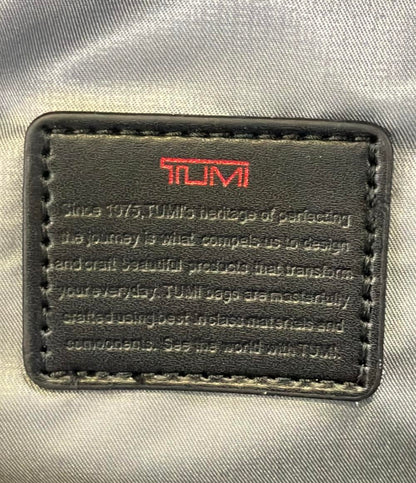 TUMI
Since 1975, TUMI's heritage of perfecting
the journey is what compels us to design
and craft beautiful products that transform
your everyday. TUMI bags are masterfully
crafted using best in class materials and
components. See the world with TUMI.